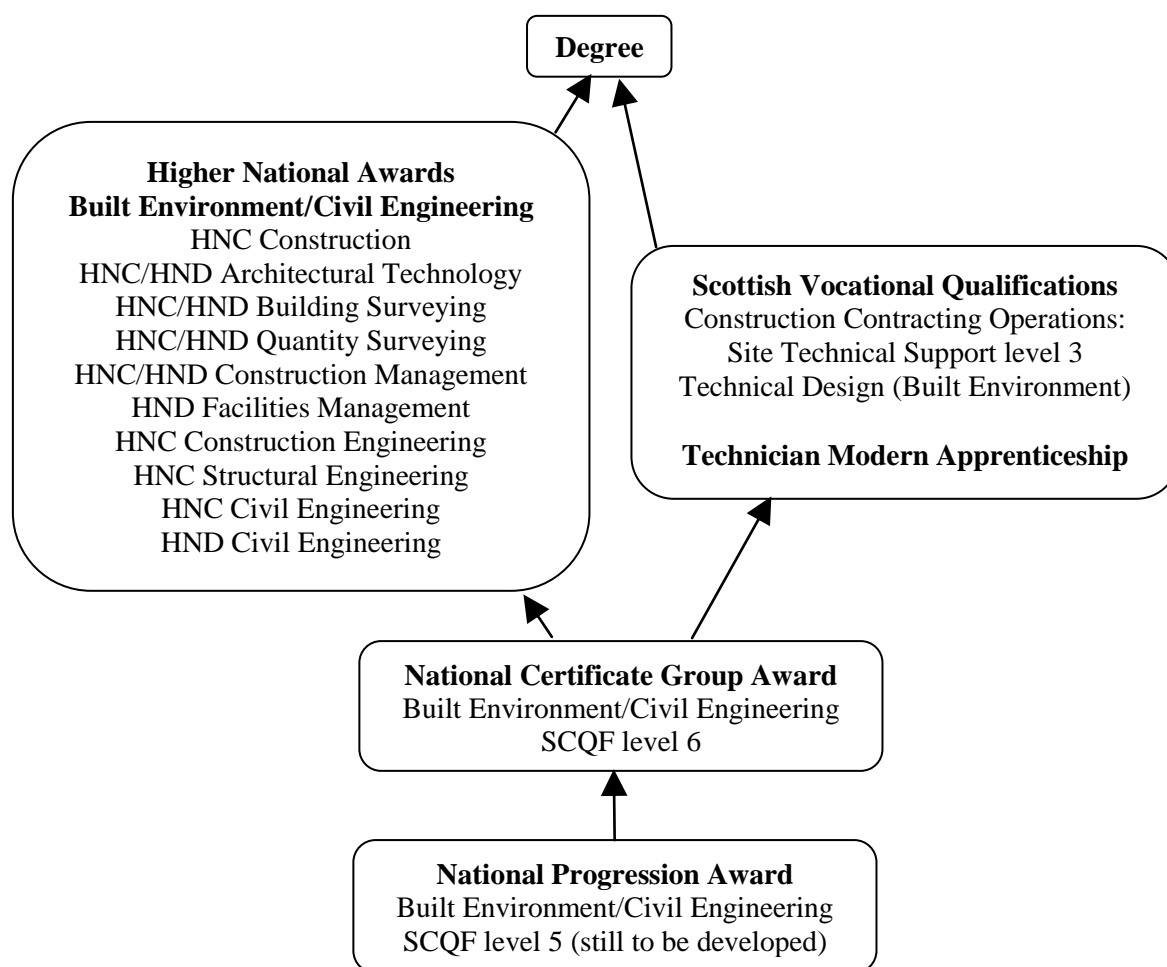 Degree
Higher National Awards
Built Environment/Civil Engineering
HNC Construction
HNC/HND Architectural Technology
HNC/HND Building Surveying
HNC/HND Quantity Surveying
HNC/HND Construction Management
HND Facilities Management
HNC Construction Engineering
HNC Structural Engineering
HNC Civil Engineering
HND Civil Engineering
Scottish Vocational Qualifications
Construction Contracting Operations:
Site Technical Support level 3
Technical Design (Built Environment)
Technician Modern Apprenticeship
National Certificate Group Award
Built Environment/Civil Engineering
SCQF level 6
National Progression Award
Built Environment/Civil Engineering
SCQF level 5 (still to be developed)